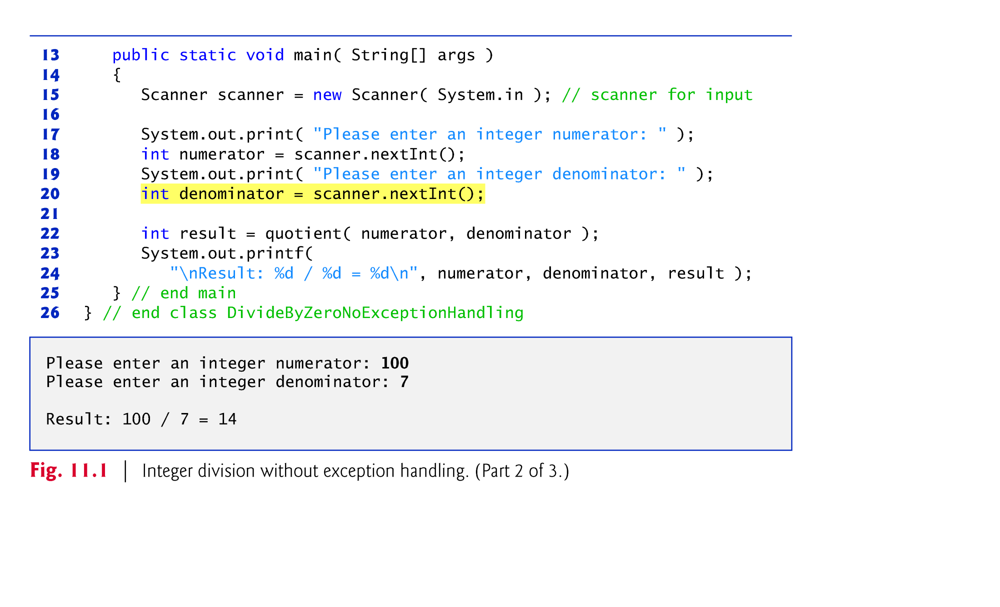 13 public static void main( String[] args )
14 {
15 Scanner scanner = new Scanner( System.in ); // scanner for input
16
17 System.out.print( "Please enter an integer numerator: " );
18 int numerator = scanner.nextInt();
19 System.out.print( "Please enter an integer denominator: " );
20 int denominator = scanner.nextInt();
21
22 int result = quotient( numerator, denominator );
23 System.out.printf(
24 "\nResult: %d / %d = %d\n", numerator, denominator, result );
25 } // end main
26 } // end class DivideByZeroNoExceptionHandling
Please enter an integer numerator: 100
Please enter an integer denominator: 7
Result: 100 / 7 = 14
Fig. 11.1 | Integer division without exception handling. (Part 2 of 3.)